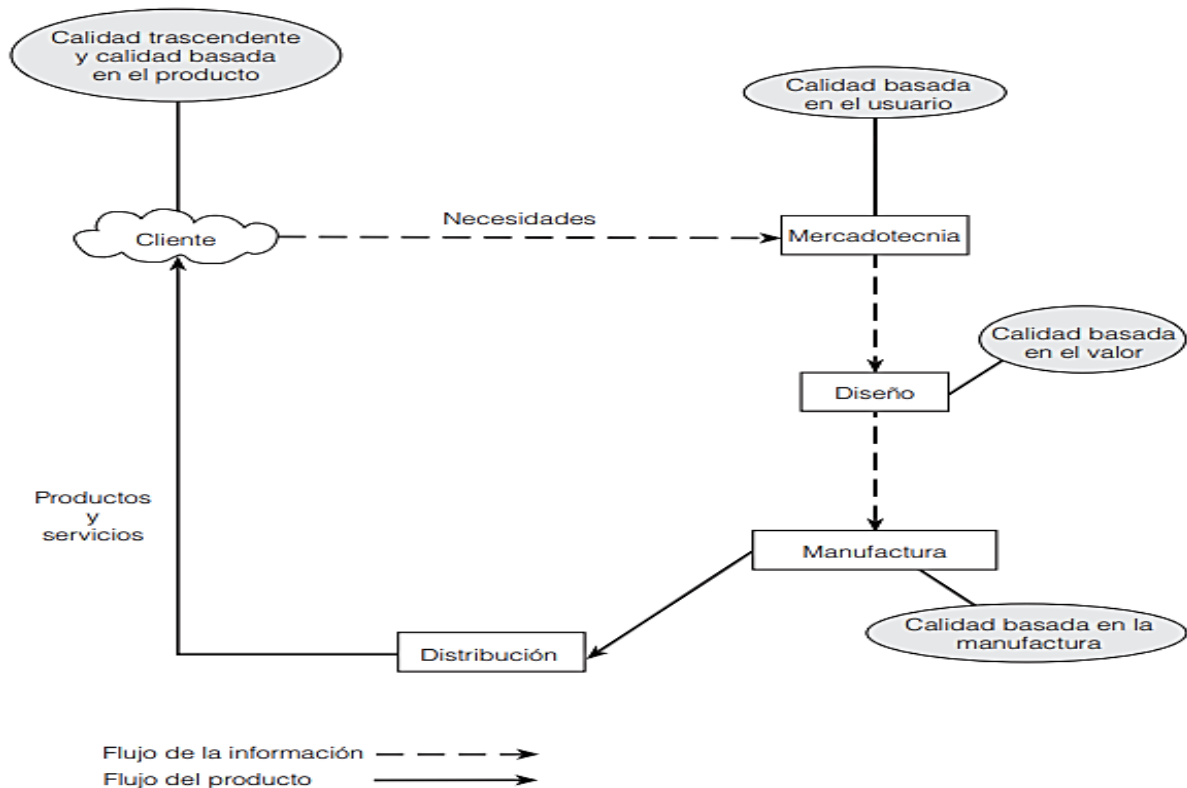 Calidad trascendente
y calidad basada
en el producto
Calidad basada
en el usuario
Cliente
Necesidades
Mercadotecnia
Calidad basada
en el valor
Diseño
Productos
y
servicios
Manufactura
Calidad basada en la
manufactura
Distribución
Flujo de la información
Flujo del producto